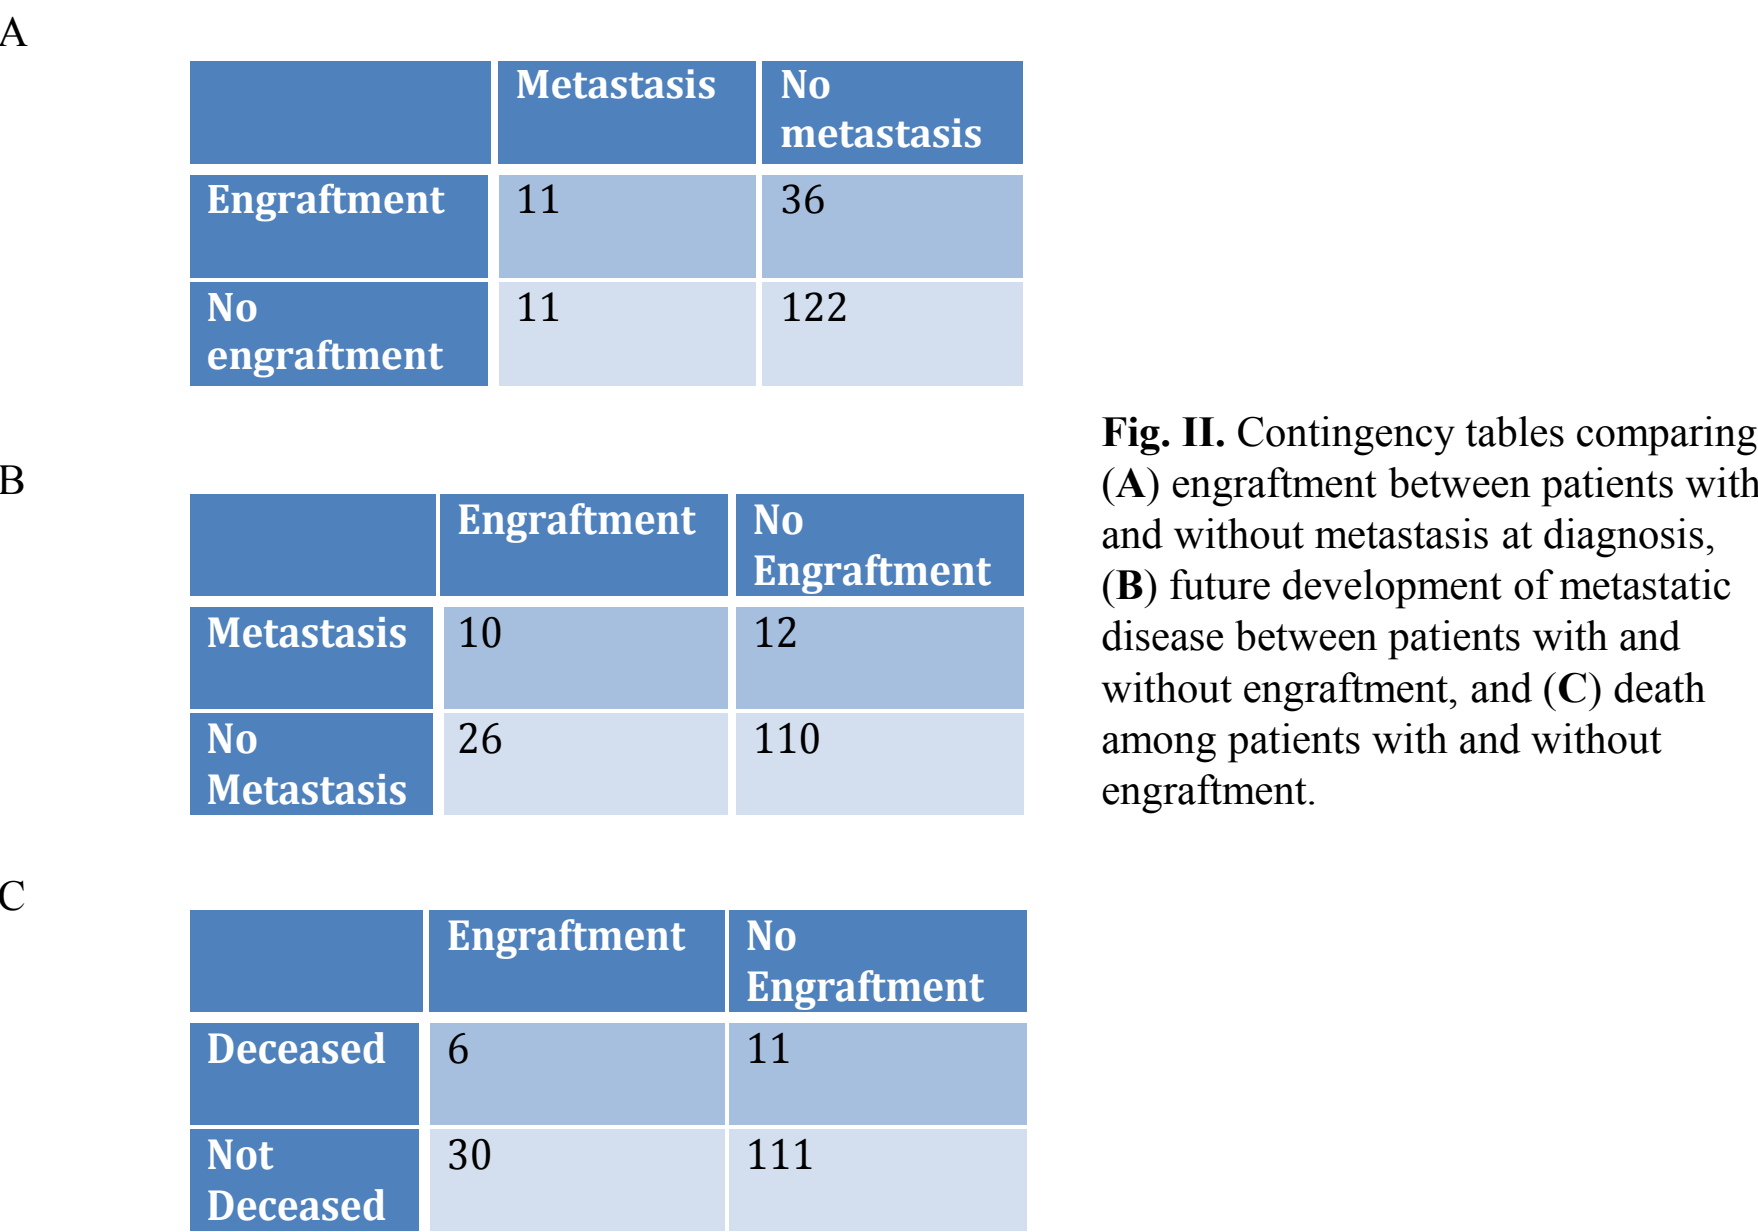 A
Metastasis No
metastasis
Engraftment 11 36
No
engraftment 11 122
B
Engraftment No
Engraftment
Metastasis 10 12
No
Metastasis 26 110
C
Engraftment No
Engraftment
Deceased 6 11
Not
Deceased 30 111
Fig. II. Contingency tables comparing
(A) engraftment between patients with
and without metastasis at diagnosis,
(B) future development of metastatic
disease between patients with and
without engraftment, and (C) death
among patients with and without
engraftment.